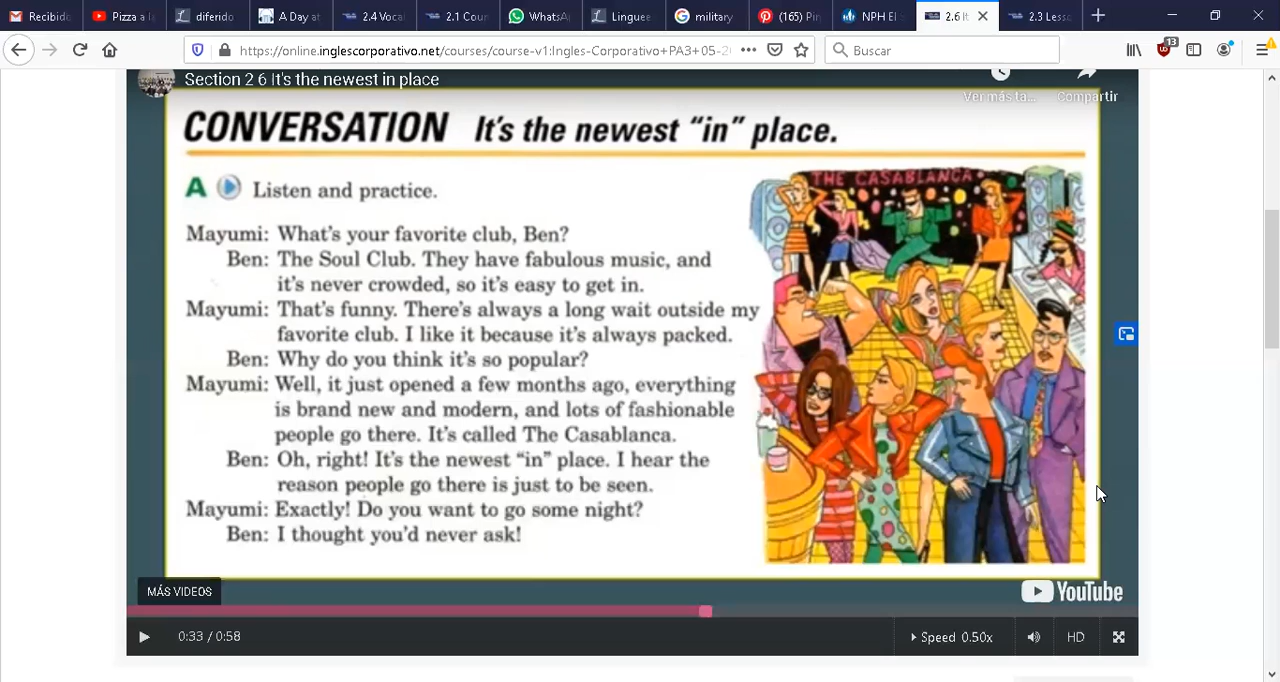 Recibido
Pizza a l
diferido
A Day at
2.4 Voca
2.1 Cour
WhatsA
Linguee
military
(165) Pin
NPH El
2.6 It
2.3 Less
https://online.inglescorporativo.net/courses/course-v1:Ingles-Corporativo+PA3+05-2
Buscar
13
Section 2 6 It's the newest in place
Ver más ta...
Compartir
CONVERSATION It's the newest "in" place.
A Listen and practice.
THE CASABLANCA
Mayumi: What's your favorite club, Ben?
Ben: The Soul Club. They have fabulous music, and
it's never crowded, so it's easy to get in.
Mayumi: That's funny. There's always a long wait outside my
favorite club. I like it because it's always packed.
Ben: Why do you think it's so popular?
Mayumi: Well, it just opened a few months ago, everything
is brand new and modern, and lots of fashionable
people go there. It's called The Casablanca.
Ben: Oh, right! It's the newest "in" place. I hear the
reason people go there is just to be seen.
Mayumi: Exactly! Do you want to go some night?
Ben: I thought you'd never ask!
MÁS VIDEOS
YouTube
0:33 / 0:58
Speed 0.50x
HD